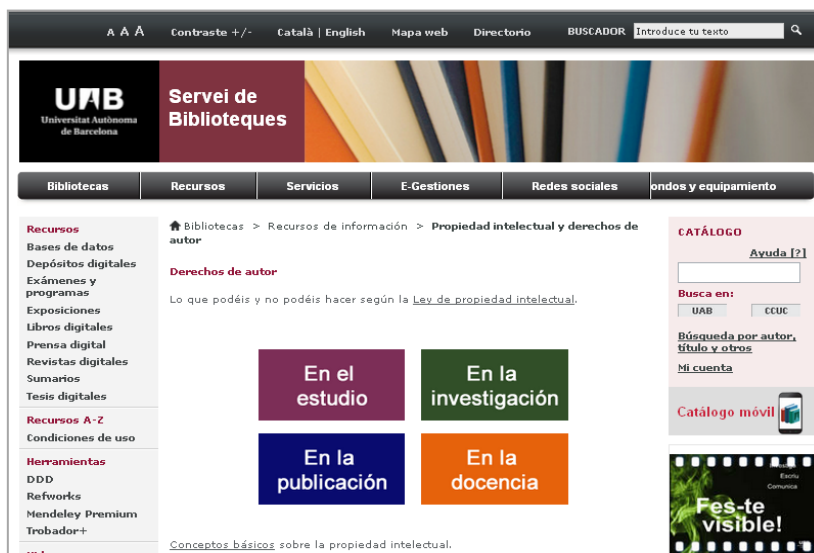 A A A Contraste +/- Català | English Mapa web Directorio BUSCADOR Introduce tu texto
UAB
Universitat Autònoma
de Barcelona
Servei de
Biblioteques
Bibliotecas Recursos Servicios E-Gestiones Redes sociales ondos y equipamiento
Recursos
Bases de datos
Depósitos digitales
Exámenes y
programas
Exposiciones
Libros digitales
Prensa digital
Revistas digitales
Sumarios
Tesis digitales
Recursos A-Z
Condiciones de uso
Herramientas
DDD
Refworks
Mendeley Premium
Trobador+
Bibliotecas > Recursos de información > Propiedad intelectual y derechos de
autor
Derechos de autor
Lo que podéis y no podéis hacer según la Ley de propiedad intelectual.
En el
estudio
En la
investigación
En la
publicación
En la
docencia
Conceptos básicos sobre la propiedad intelectual.
CATÁLOGO
Ayuda [?]
Busca en:
UAB CCUC
Búsqueda por autor,
título y otros
Mi cuenta
Catálogo móvil
Escriu
Comunica
Fes-te
visible!